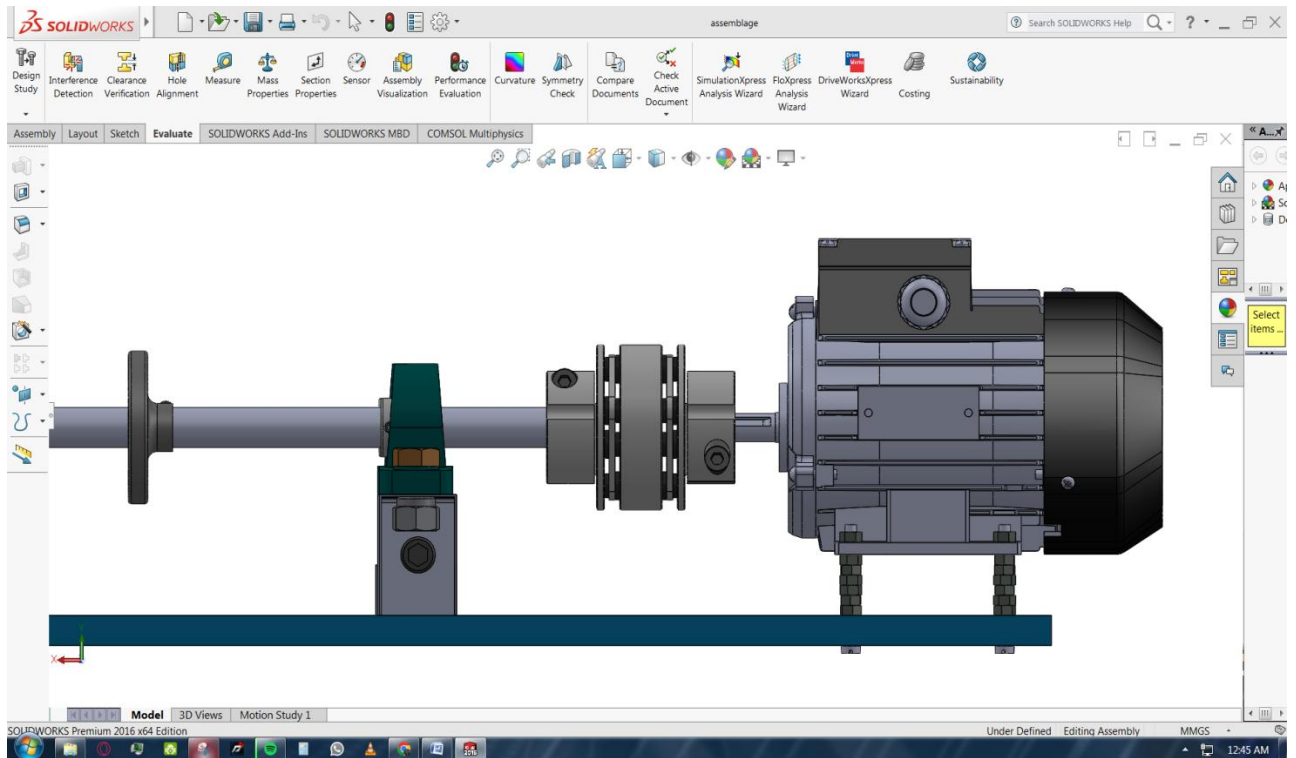 SOLIDWORKS
assemblage
Search SOLIDWORKS Help
?
Design Study
Interference Detection
Clearance Verification
Hole Alignment
Measure
Mass Properties
Section Properties
Sensor
Assembly Visualization
Performance Evaluation
Curvature
Symmetry Check
Compare Documents
Check Active Document
SimulationXpress Analysis Wizard
FloXpress Analysis Wizard
DriveWorksXpress Wizard
Costing
Sustainability
Assembly Layout Sketch Evaluate SOLIDWORKS Add-Ins SOLIDWORKS MBD COMSOL Multiphysics
« A...
Select items ...
X
Model 3D Views Motion Study 1
SOLIDWORKS Premium 2016 x64 Edition
Under Defined Editing Assembly MMGS
12:45 AM